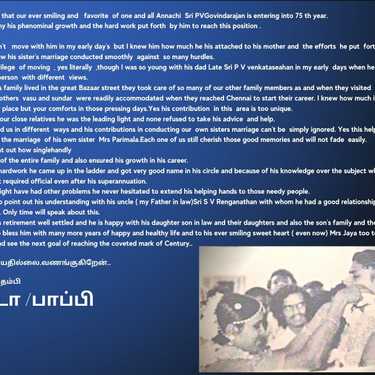 that our ever smiling and favorite of one and all Annachi Sri PVGovindarajan is entering into 75 th year.
his phanominal growth and the hard work put forth by him to reach this position .
't move with him in my early day's but I knew him how much he attached to his mother and the efforts he put fort
w his sister's marriage conducted smoothly against so many hurdles.
ilege of moving , yes literally ,though I was so young with his dad Late Sri P V venkataseahan in my early days when he
erson with different views.
s family lived in the great Bazaar street they took care of so many of our other family members as and when they visited
others vasu and sundar were readily accommodated when they reached Chennai to start their career. I knew how much i
place but your comforts in those pressing days.Yes his contribution in this area is too unique.
our close relatives he was the leading light and none refused to take his advice and help.
d us in different ways and his contributions in conducting our own sisters marriage can't be simply ignored. Yes this help
the marriage of his own sister Mrs Parimala.Each one of us still cherish those good memories and will not fade easily.
t out how singlehandly
of the entire family and also ensured his growth in his career.
hardwork he came up in the ladder and got very good name in his circle and because of his knowledge over the subject wh
t required official even after his superannuation.
ight have had other problems he never hesitated to extend his helping hands to those needy people.
o point out his understanding with his uncle ( my Father in law)Sri S V Renganathan with whom he had a good relationship
. Only time will speak about this.
s retirement well settled and he is happy with his daughter son in law and their daughters and also the son's family and the
bless him with many more years of happy and healthy life and to his ever smiling sweet heart ( even now) Mrs Jaya too to
nd see the next goal of reaching the coveted mark of Century..
யதில்லை.வணங்குகிறேன்..
தம்பி
டா /பாப்பி